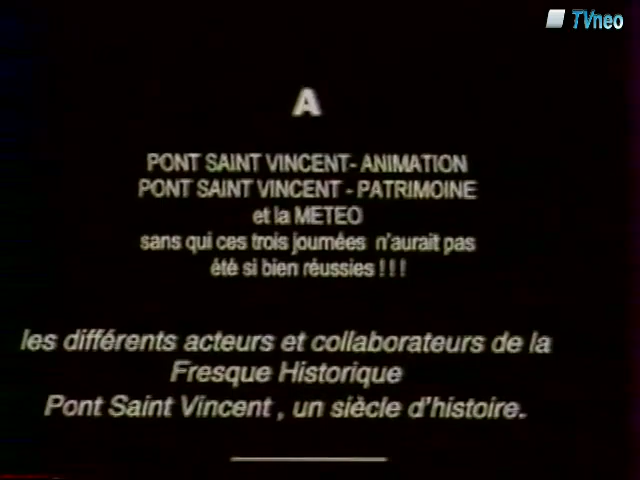 TVneo
A
PONT SAINT VINCENT- ANIMATION
PONT SAINT VINCENT - PATRIMOINE
et la METEO
sans qui ces trois journées n'aurait pas
été si bien réussies ! ! !
les différents acteurs et collaborateurs de la
Fresque Historique
Pont Saint Vincent , un siècle d'histoire.